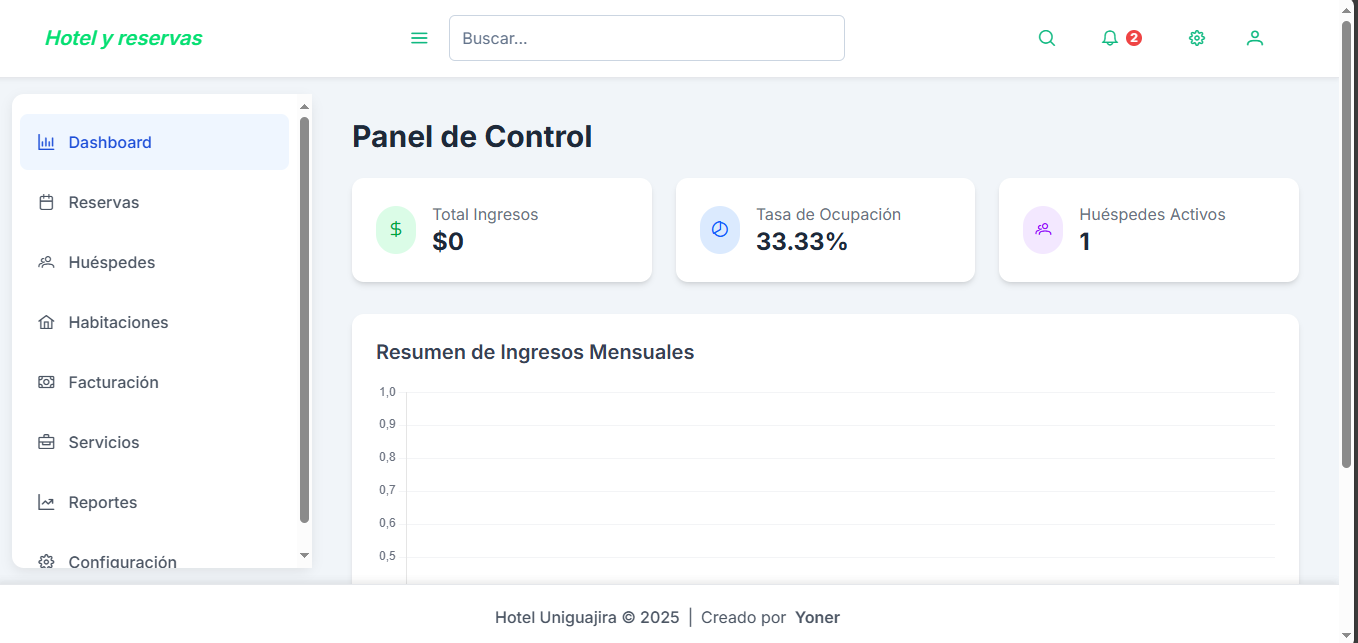 Hotel y reservas
Buscar...
2
Dashboard
Reservas
Huéspedes
Habitaciones
Facturación
Servicios
Reportes
Configuración
Panel de Control
Total Ingresos
$0
Tasa de Ocupación
33.33%
Huéspedes Activos
1
Resumen de Ingresos Mensuales
1,0
0,9
0,8
0,7
0,6
0,5
Hotel Uniguajira © 2025 | Creado por Yoner